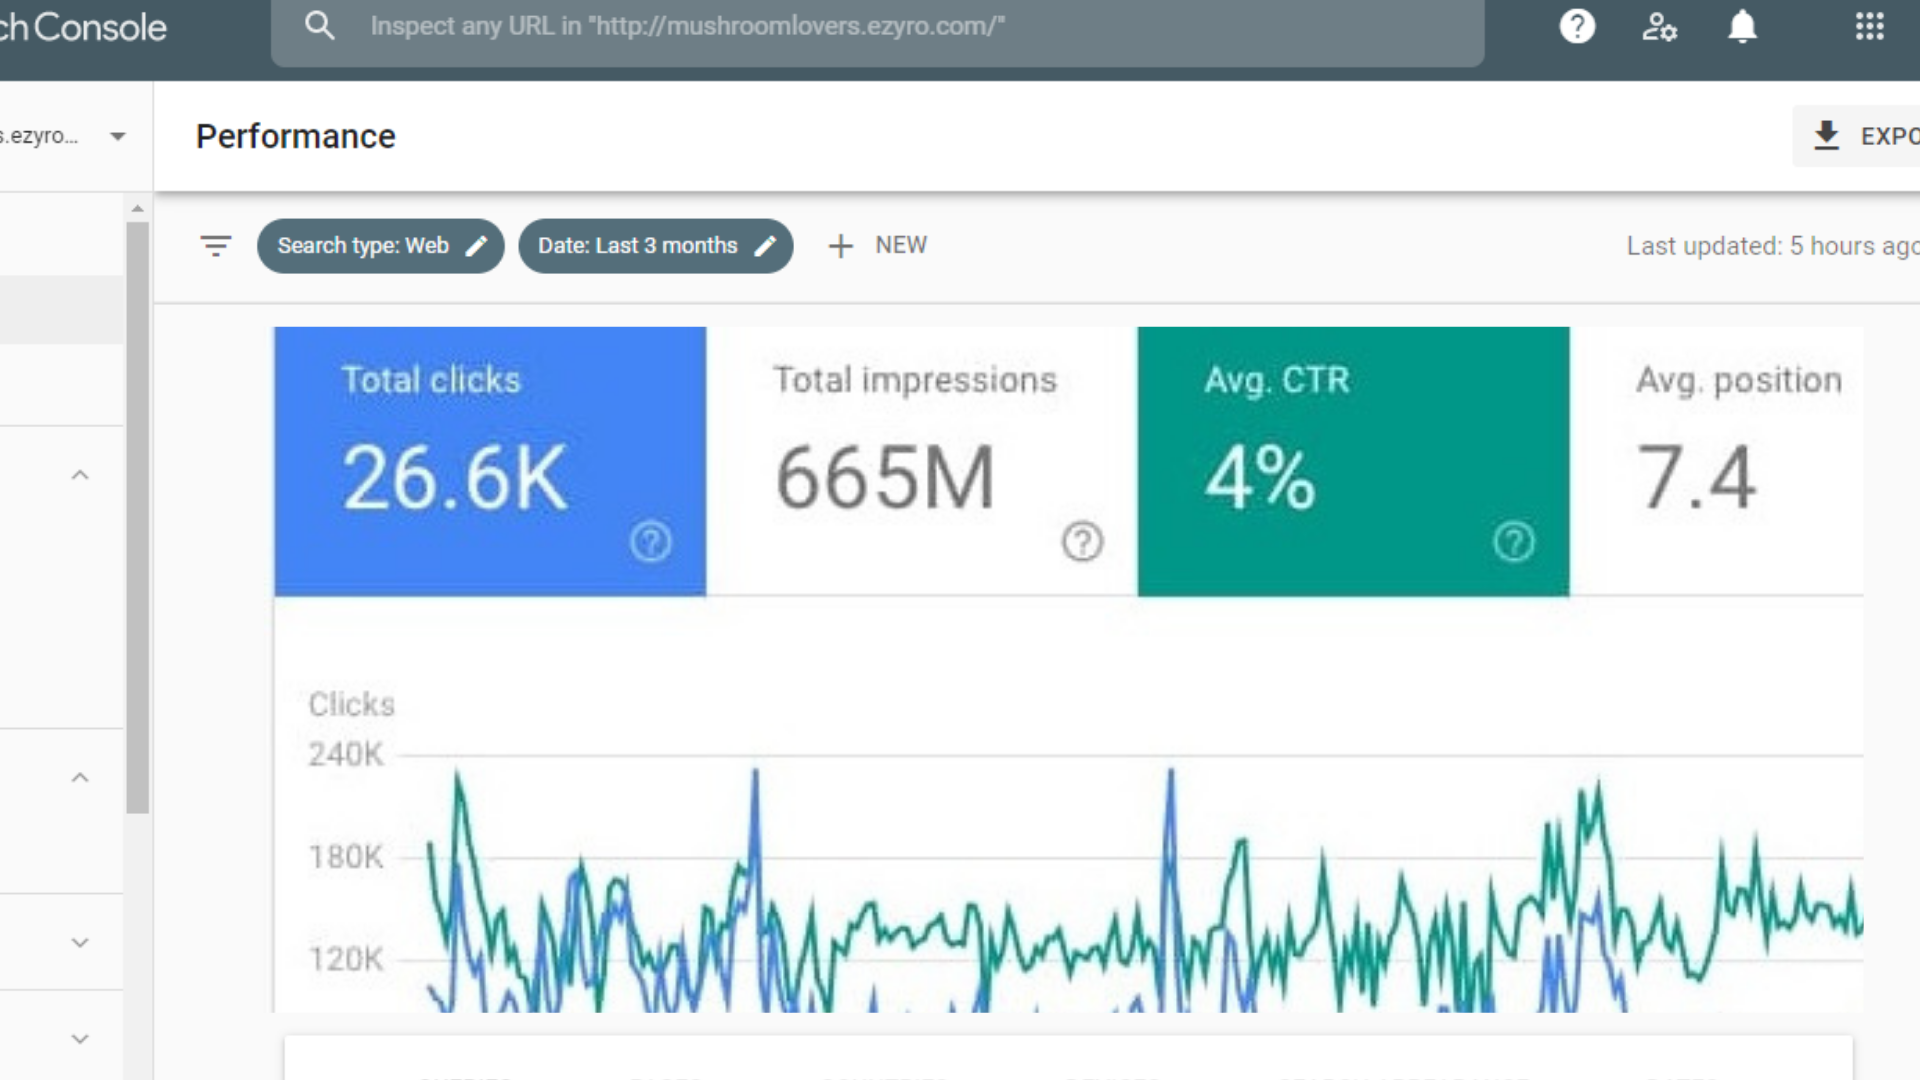 ch Console
Inspect any URL in "http://mushroomlovers.ezyro.com/"
s.ezyro...
Performance
EXPO
Search type: Web
Date: Last 3 months
NEW
Last updated: 5 hours ago
Total clicks
26.6K
Total impressions
665M
Avg. CTR
4%
Avg. position
7.4
Clicks
240K
180K
120K